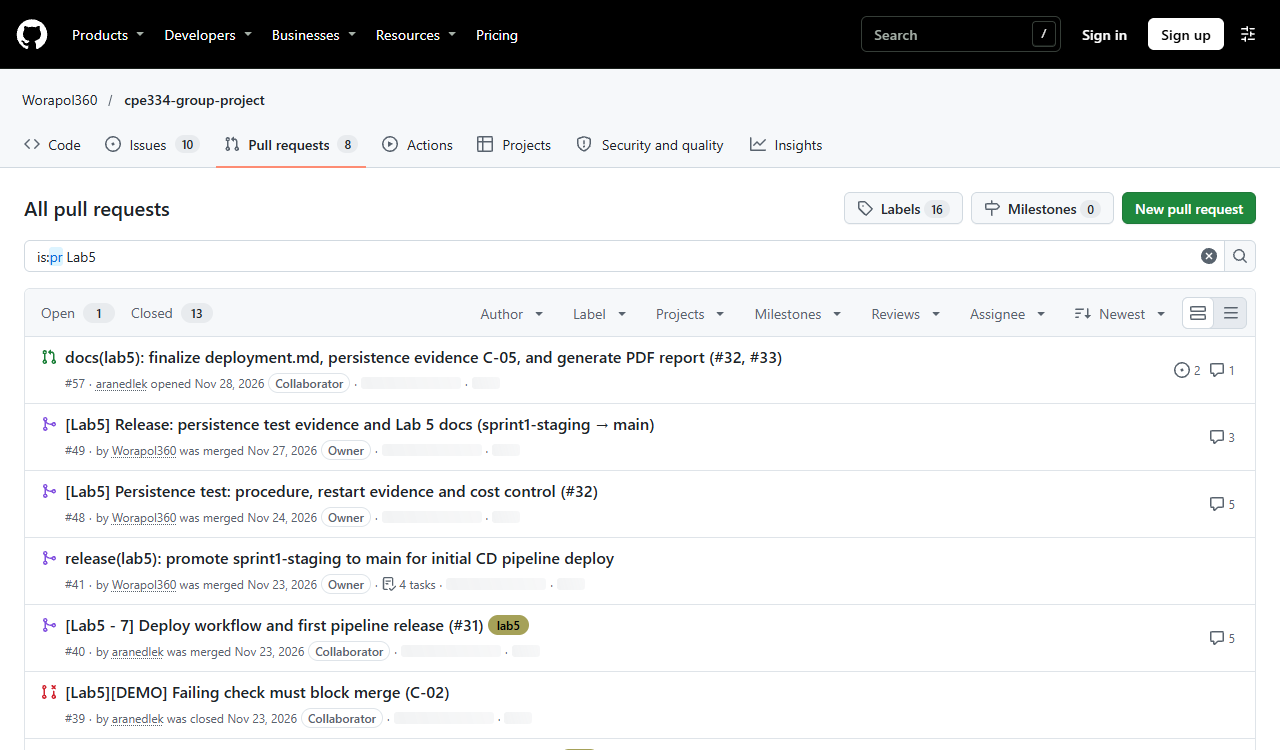 Products Developers Businesses Resources Pricing Search / Sign in Sign up
Worapol360 / cpe334-group-project
Code Issues 10 Pull requests 8 Actions Projects Security and quality Insights
All pull requests Labels 16 Milestones 0 New pull request
is:pr Lab5
Open 1 Closed 13 Author Label Projects Milestones Reviews Assignee Newest
docs(lab5): finalize deployment.md, persistence evidence C-05, and generate PDF report (#32, #33)
#57 · aranedlek opened Nov 28, 2026 Collaborator · · 2 1
[Lab5] Release: persistence test evidence and Lab 5 docs (sprint1-staging → main)
#49 · by Worapol360 was merged Nov 27, 2026 Owner · · 3
[Lab5] Persistence test: procedure, restart evidence and cost control (#32)
#48 · by Worapol360 was merged Nov 24, 2026 Owner · · 5
release(lab5): promote sprint1-staging to main for initial CD pipeline deploy
#41 · by Worapol360 was merged Nov 23, 2026 Owner · 4 tasks · ·
[Lab5 - 7] Deploy workflow and first pipeline release (#31) lab5
#40 · by aranedlek was merged Nov 23, 2026 Collaborator · · 5
[Lab5][DEMO] Failing check must block merge (C-02)
#39 · by aranedlek was closed Nov 23, 2026 Collaborator · ·